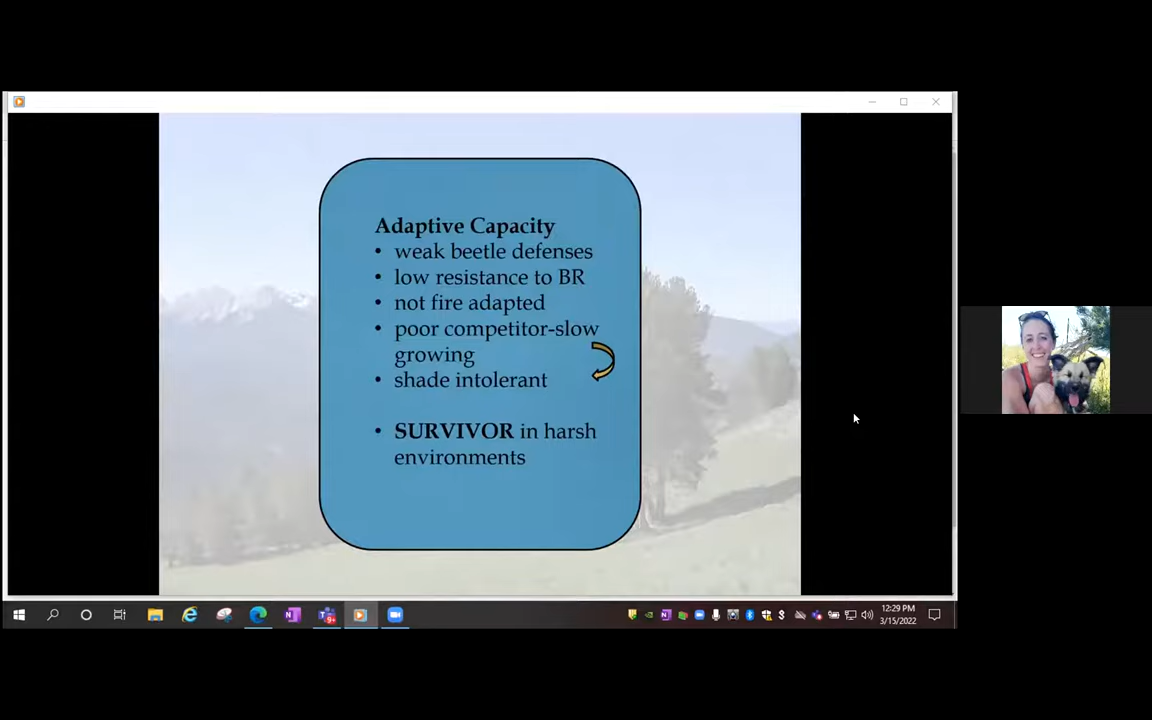 Adaptive Capacity
• weak beetle defenses
• low resistance to BR
• not fire adapted
• poor competitor-slow
growing
• shade intolerant
• SURVIVOR in harsh
environments
12:29 PM
3/15/2022